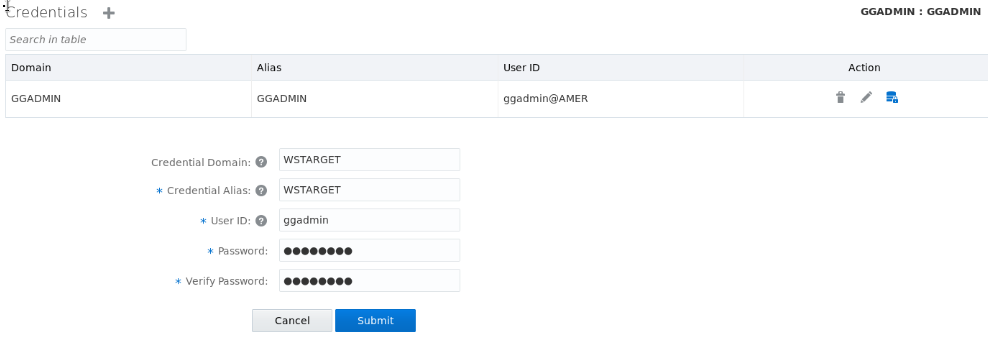 Credentials
GGADMIN : GGADMIN
Search in table
Domain Alias User ID Action
GGADMIN GGADMIN ggadmin@AMER
Credential Domain: ? WSTARGET
* Credential Alias: ? WSTARGET
* User ID: ? ggadmin
* Password: ●●●●●●●●
* Verify Password: ●●●●●●●●
Cancel Submit